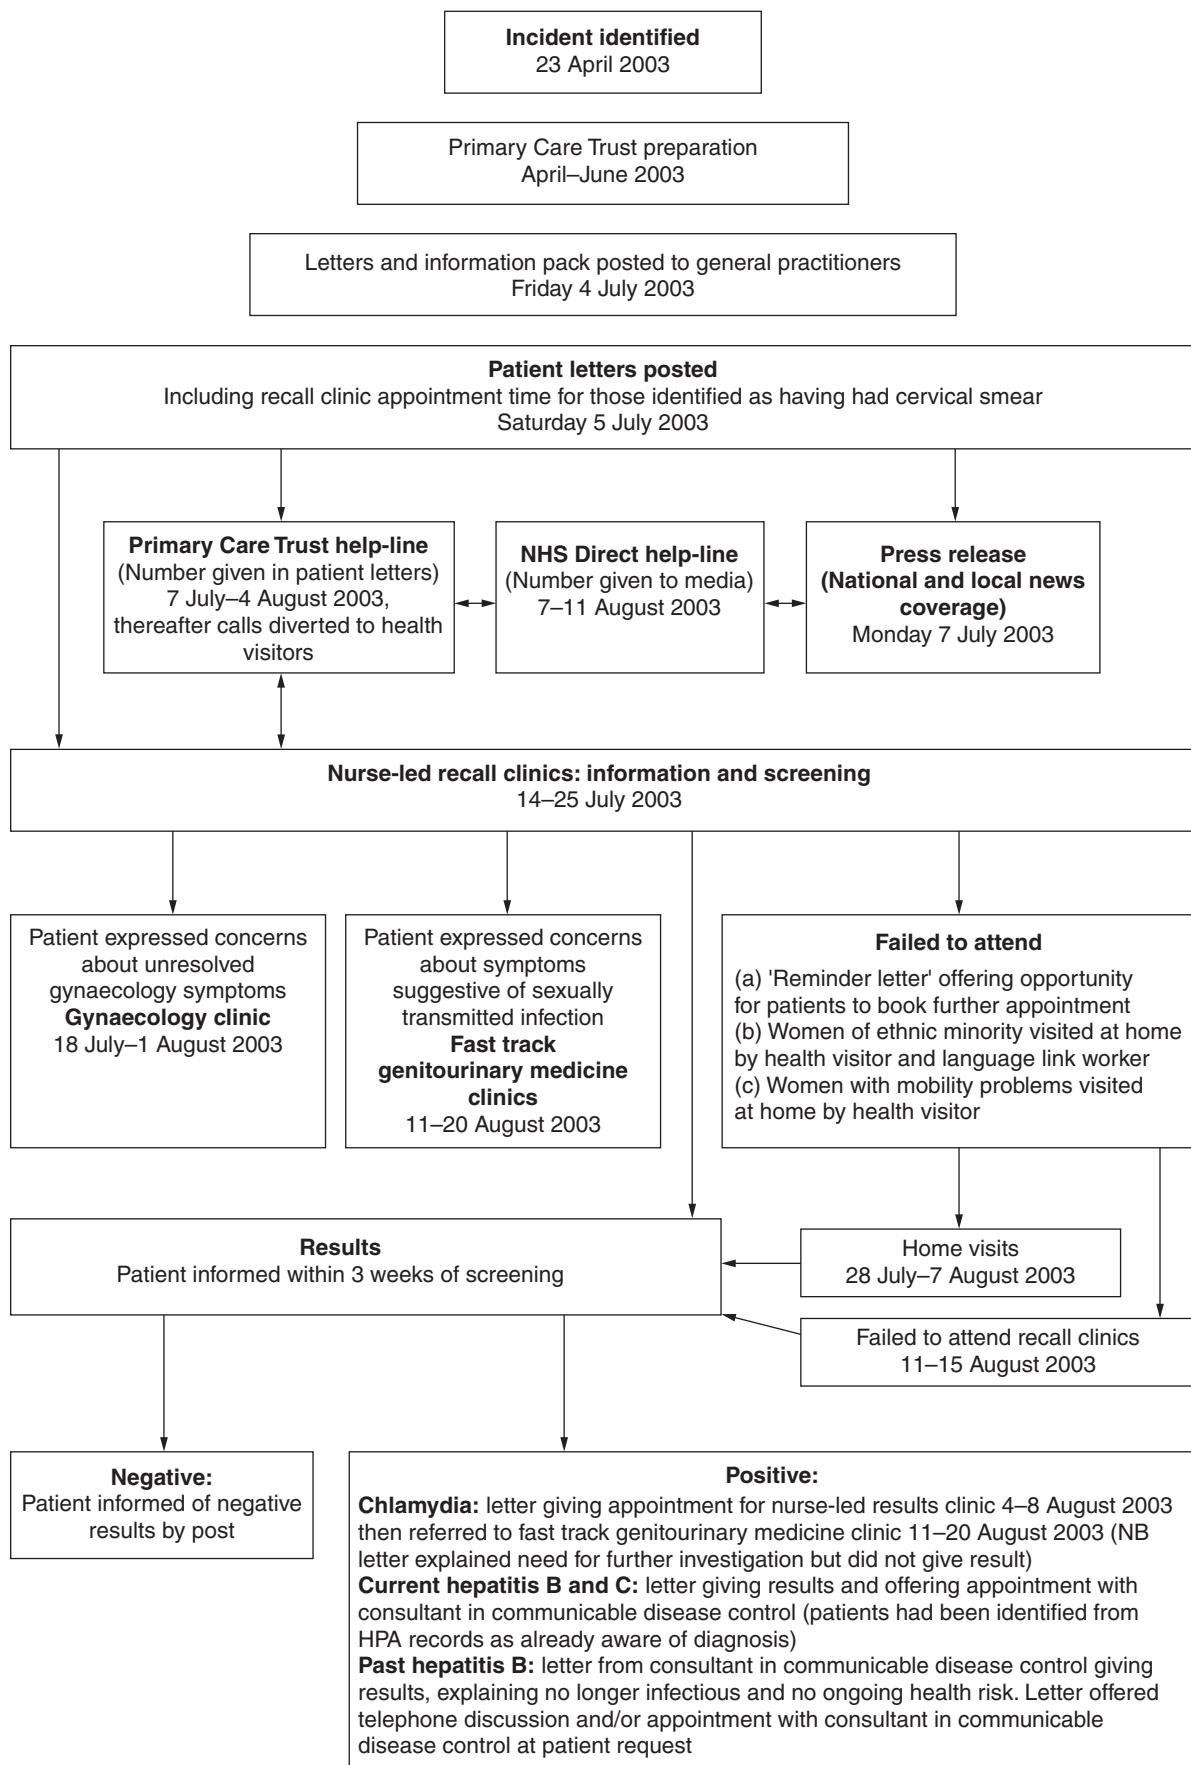 Incident identified
23 April 2003
Primary Care Trust preparation
April–June 2003
Letters and information pack posted to general practitioners
Friday 4 July 2003
Patient letters posted
Including recall clinic appointment time for those identified as having had cervical smear
Saturday 5 July 2003
Primary Care Trust help-line
(Number given in patient letters)
7 July–4 August 2003,
thereafter calls diverted to health
visitors
NHS Direct help-line
(Number given to media)
7–11 August 2003
Press release
(National and local news
coverage)
Monday 7 July 2003
Nurse-led recall clinics: information and screening
14–25 July 2003
Patient expressed concerns
about unresolved
gynaecology symptoms
Gynaecology clinic
18 July–1 August 2003
Patient expressed concerns
about symptoms
suggestive of sexually
transmitted infection
Fast track
genitourinary medicine
clinics
11–20 August 2003
Failed to attend
(a) 'Reminder letter' offering opportunity
for patients to book further appointment
(b) Women of ethnic minority visited at home
by health visitor and language link worker
(c) Women with mobility problems visited
at home by health visitor
Results
Patient informed within 3 weeks of screening
Home visits
28 July–7 August 2003
Failed to attend recall clinics
11–15 August 2003
Negative:
Patient informed of negative
results by post
Positive:
Chlamydia: letter giving appointment for nurse-led results clinic 4–8 August 2003
then referred to fast track genitourinary medicine clinic 11–20 August 2003 (NB
letter explained need for further investigation but did not give result)
Current hepatitis B and C: letter giving results and offering appointment with
consultant in communicable disease control (patients had been identified from
HPA records as already aware of diagnosis)
Past hepatitis B: letter from consultant in communicable disease control giving
results, explaining no longer infectious and no ongoing health risk. Letter offered
telephone discussion and/or appointment with consultant in communicable
disease control at patient request